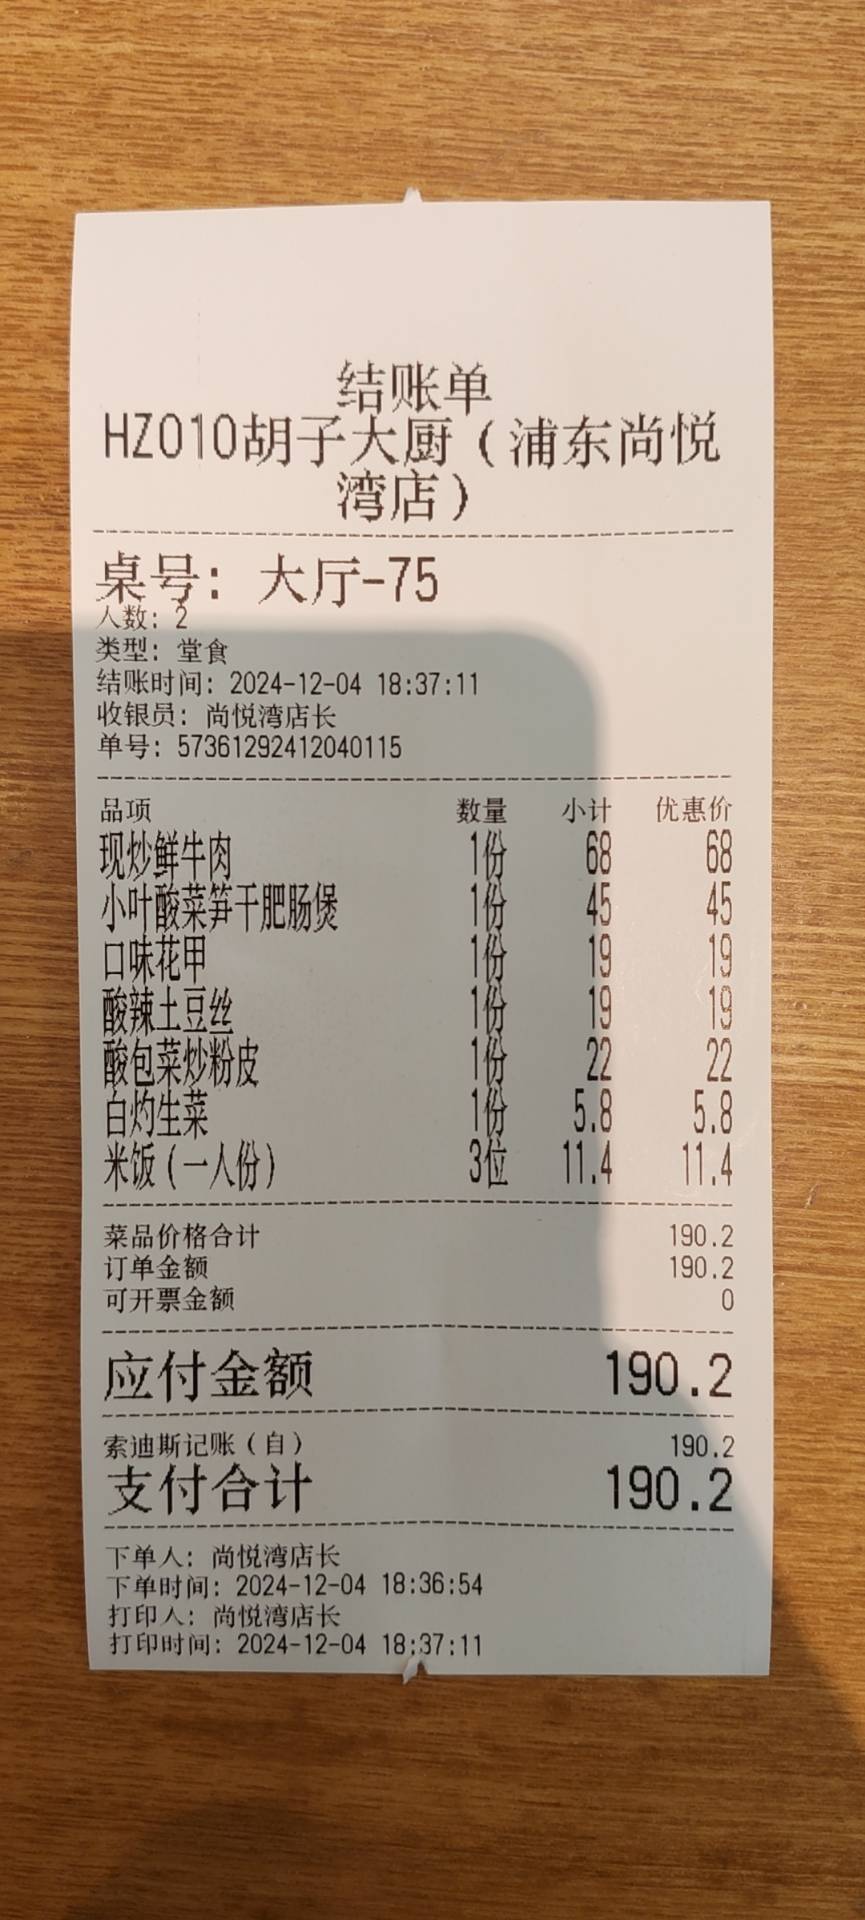 结账单
HZ010胡子大厨（浦东尚悦
湾店）
桌号: 大厅-75
人数: 2
类型: 堂食
结账时间: 2024-12-04 18:37:11
收银员: 尚悦湾店长
单号: 57361292412040115
品项 数量 小计 优惠价
现炒鲜牛肉 1份 68 68
小叶酸菜笋干肥肠煲 1份 45 45
口味花甲 1份 19 19
酸辣土豆丝 1份 19 19
酸包菜炒粉皮 1份 22 22
白灼生菜 1份 5.8 5.8
米饭（一人份） 3位 11.4 11.4
菜品价格合计 190.2
订单金额 190.2
可开票金额 0
应付金额 190.2
索迪斯记账（自） 190.2
支付合计 190.2
下单人: 尚悦湾店长
下单时间: 2024-12-04 18:36:54
打印人: 尚悦湾店长
打印时间: 2024-12-04 18:37:11